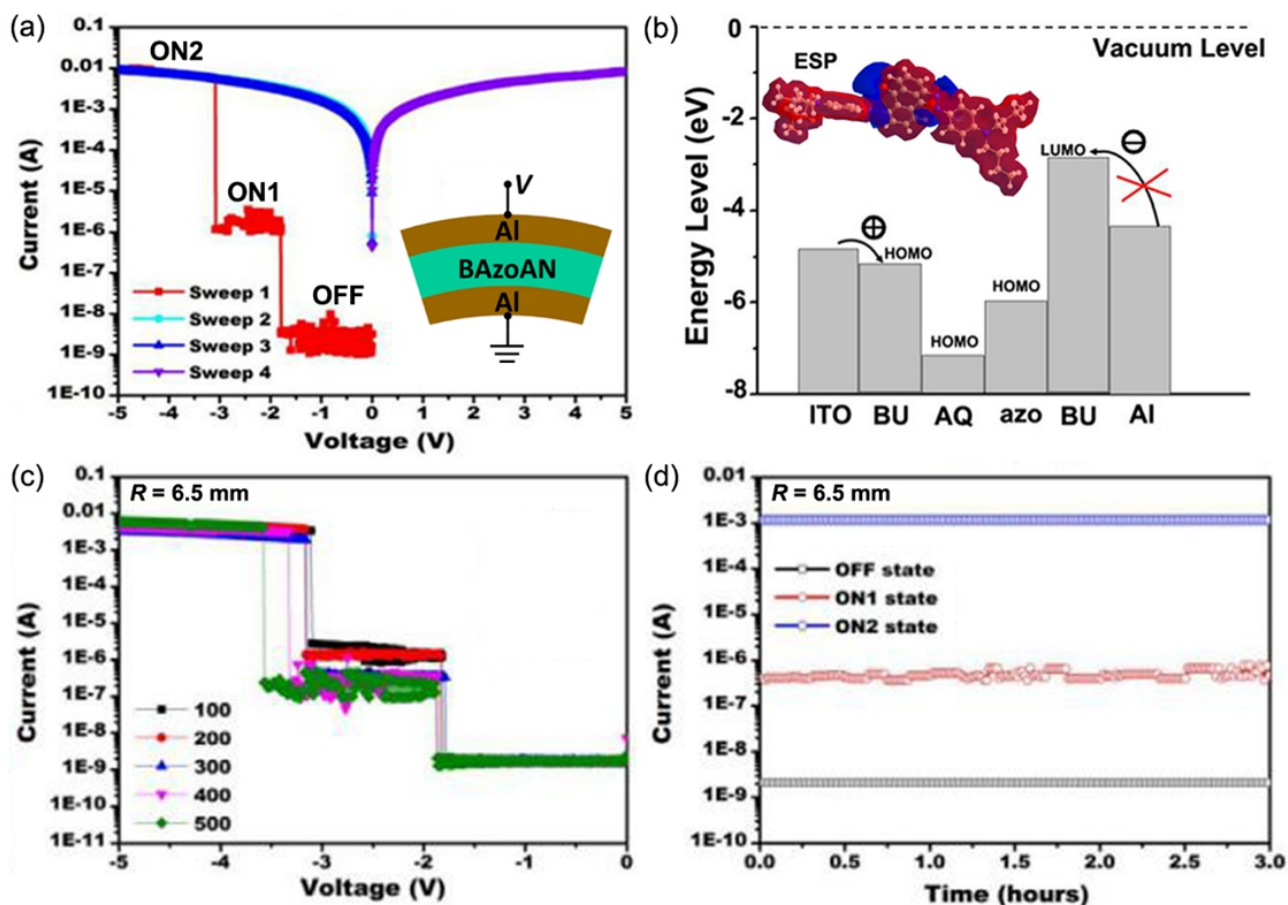 (a)
ON2
ON1
OFF
Sweep 1
Sweep 2
Sweep 3
Sweep 4
V
Al
BAzoAN
Al
0.1
0.01
1E-3
1E-4
1E-5
1E-6
1E-7
1E-8
1E-9
1E-10
Current (A)
-5 -4 -3 -2 -1 0 1 2 3 4 5
Voltage (V)
(b)
0
-2
-4
-6
-8
Energy Level (eV)
Vacuum Level
ESP
LUMO
HOMO
HOMO
HOMO
ITO BU AQ azo BU Al
(c)
R = 6.5 mm
0.1
0.01
1E-3
1E-4
1E-5
1E-6
1E-7
1E-8
1E-9
1E-10
1E-11
Current (A)
100
200
300
400
500
-5 -4 -3 -2 -1 0
Voltage (V)
(d)
R = 6.5 mm
0.01
1E-3
1E-4
1E-5
1E-6
1E-7
1E-8
1E-9
1E-10
Current (A)
OFF state
ON1 state
ON2 state
0.0 0.5 1.0 1.5 2.0 2.5 3.0
Time (hours)